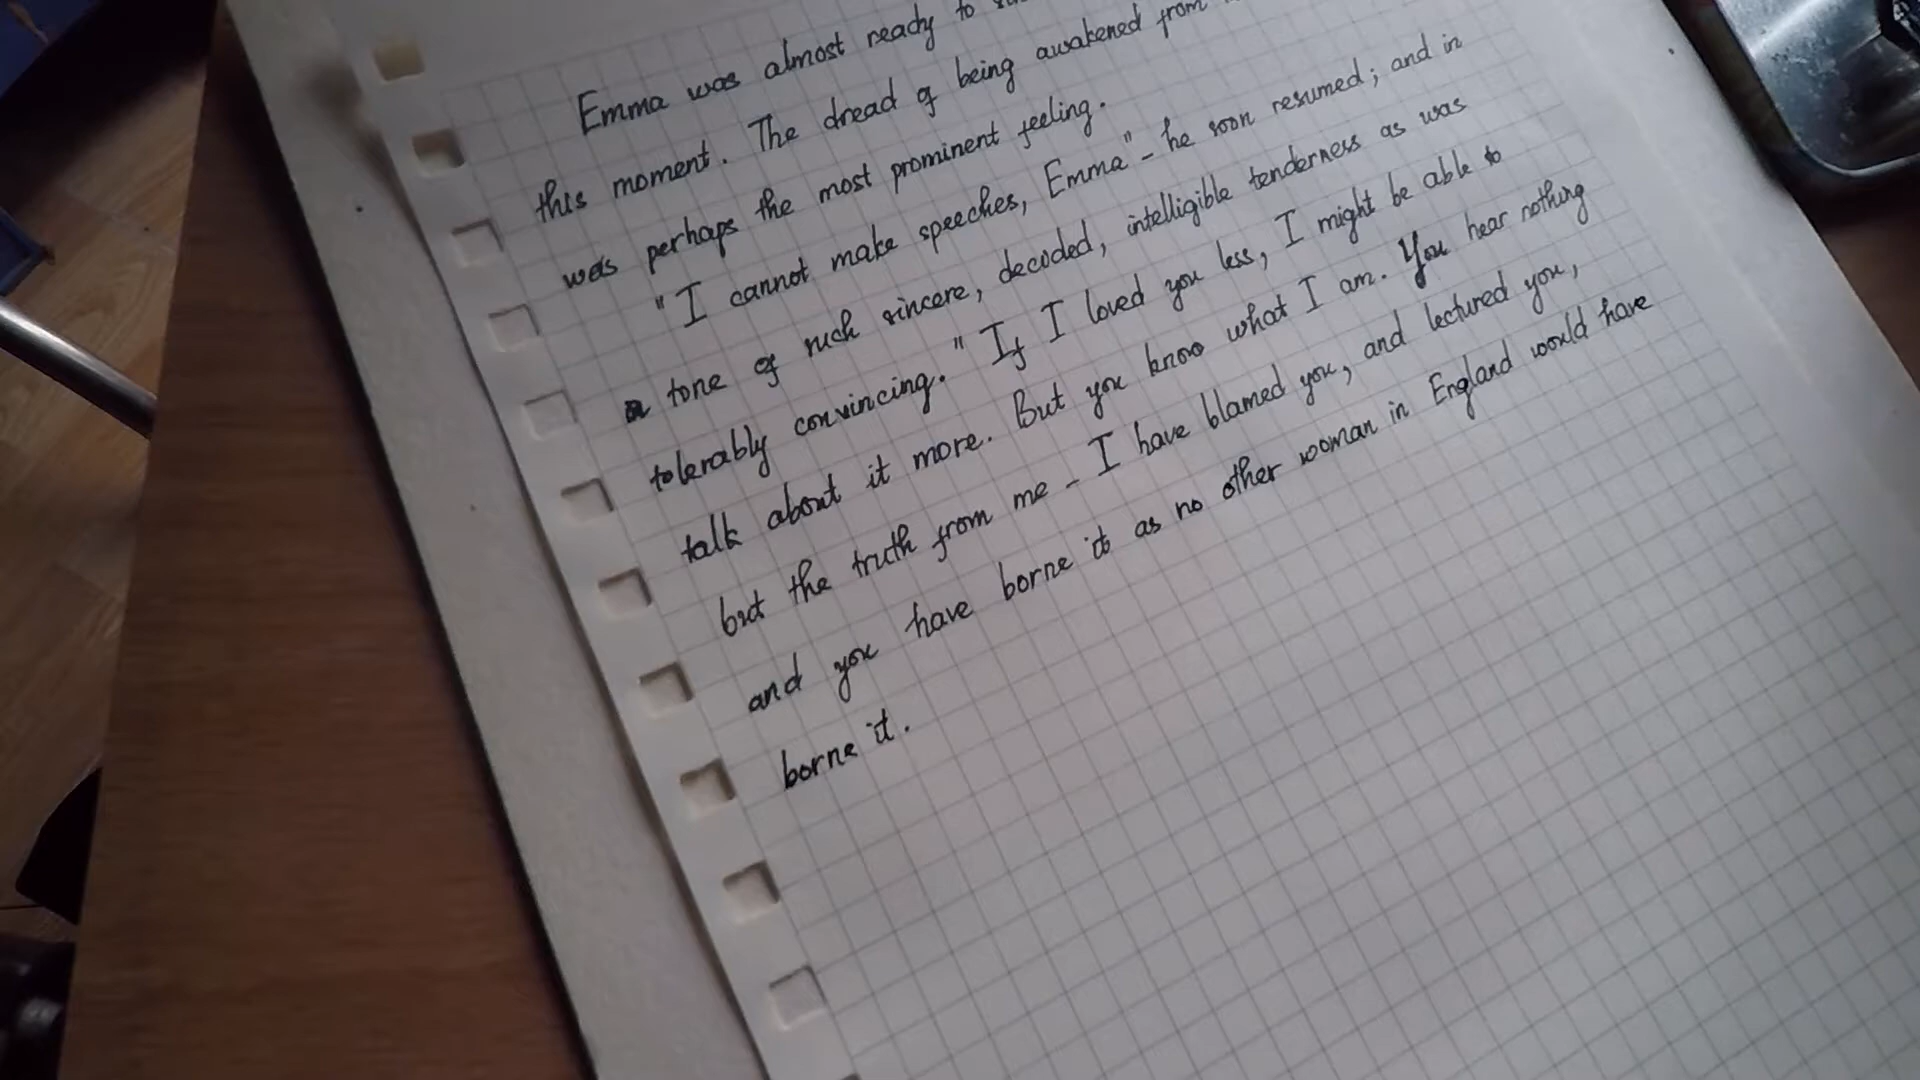 Emma was almost ready to
this moment. The dread of being awakened from
was perhaps the most prominent feeling.
"I cannot make speeches, Emma" - he soon resumed; and in
a tone of such sincere, decoded, intelligible tenderness as was
tolerably convincing. "If I loved you less, I might be able to
talk about it more. But you know what I am. You hear nothing
but the truth from me - I have blamed you, and lectured you,
and you have borne it as no other woman in England would have
borne it.